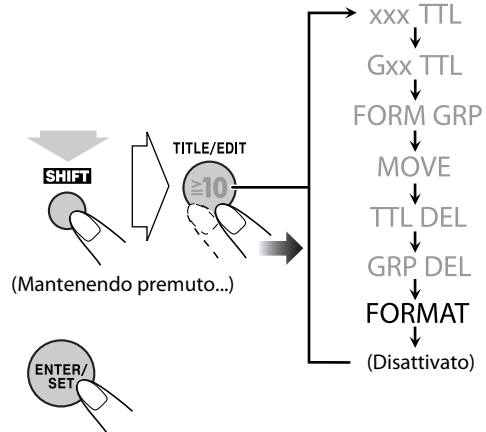 xxx TTL
Gxx TTL
FORM GRP
MOVE
TTL DEL
GRP DEL
FORMAT
(Disattivato)
TITLE/EDIT
≧10
SHIFT
(Mantenendo premuto...)
ENTER/
SET